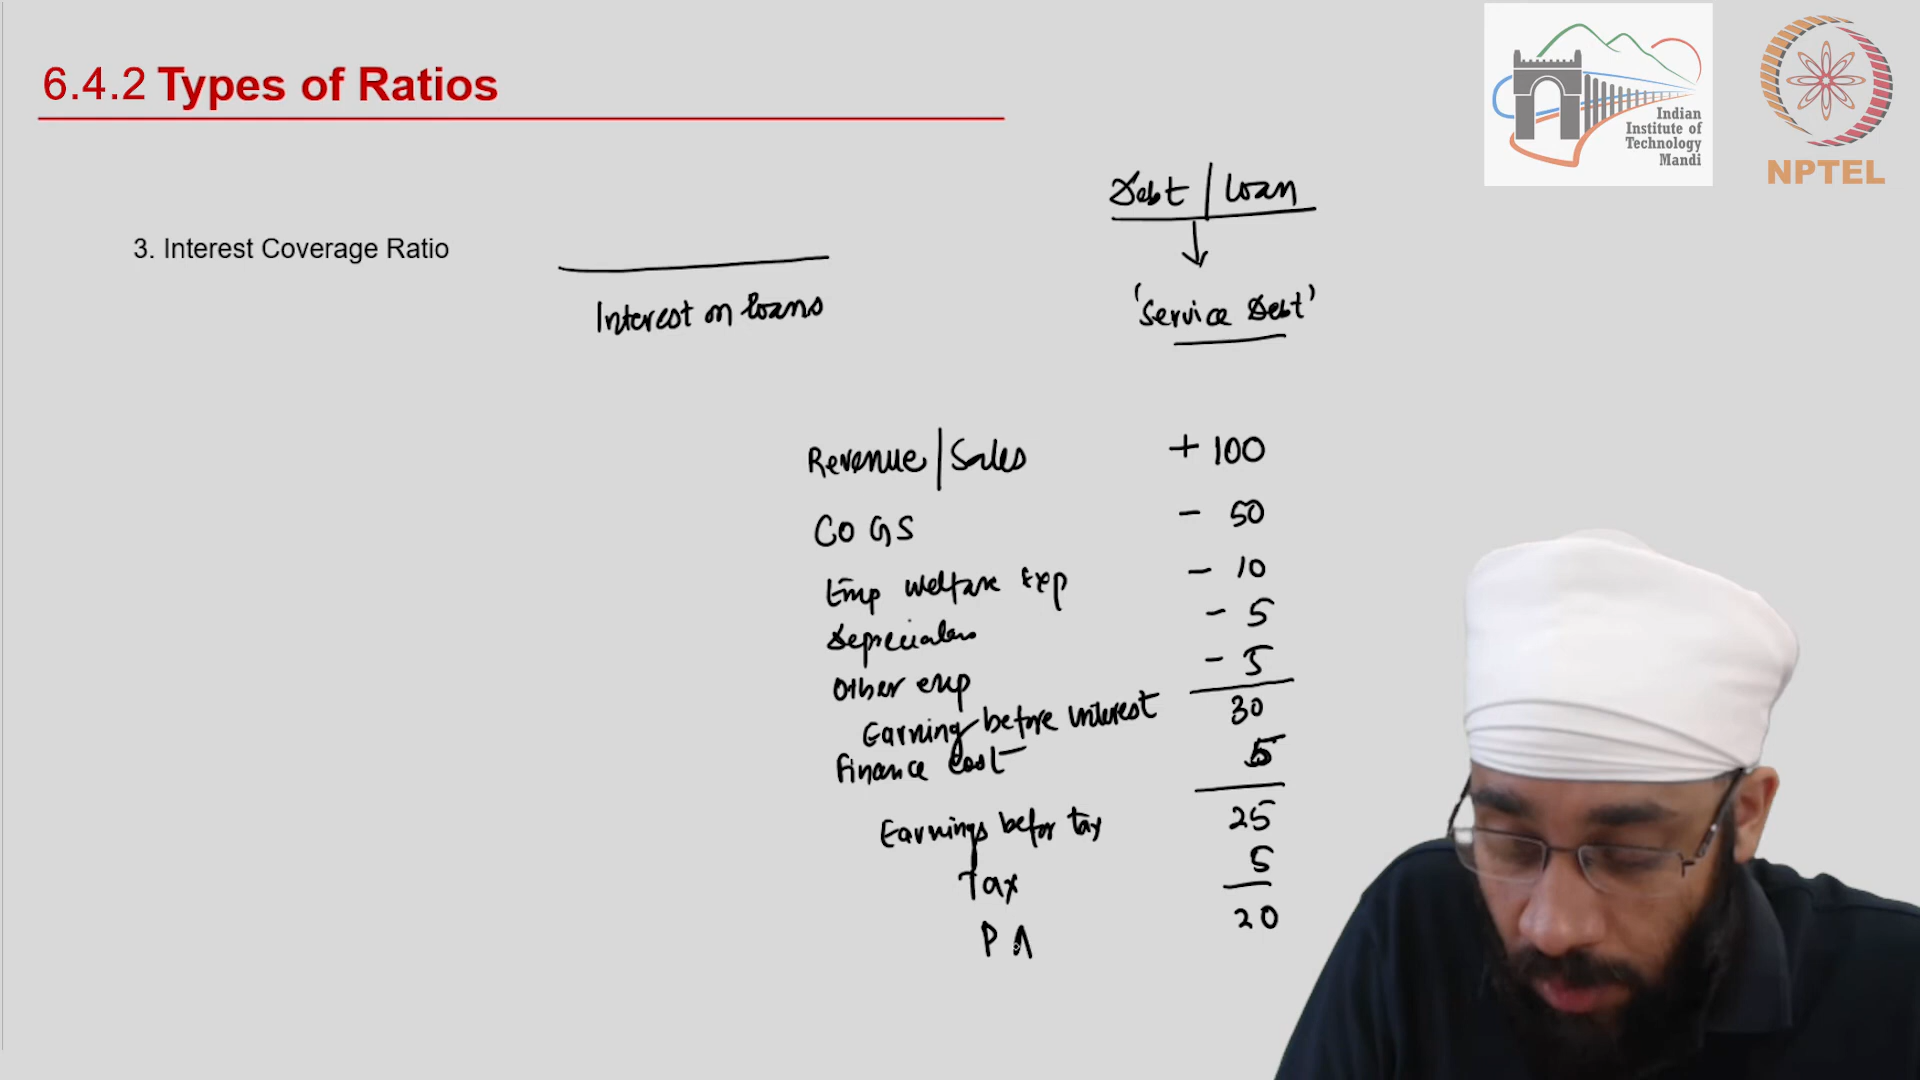 6.4.2 Types of Ratios
Indian
Institute of
Technology
Mandi
NPTEL
Debt | Loan
3. Interest Coverage Ratio
Interest on loans
'Service Debt'
Revenue | Sales + 100
COGS - 50
Emp welfare Exp - 10
- 5
Other exp - 5
Earning before interest 30
Finance cost 5
Earnings before tax 25
Tax 5
P A 20